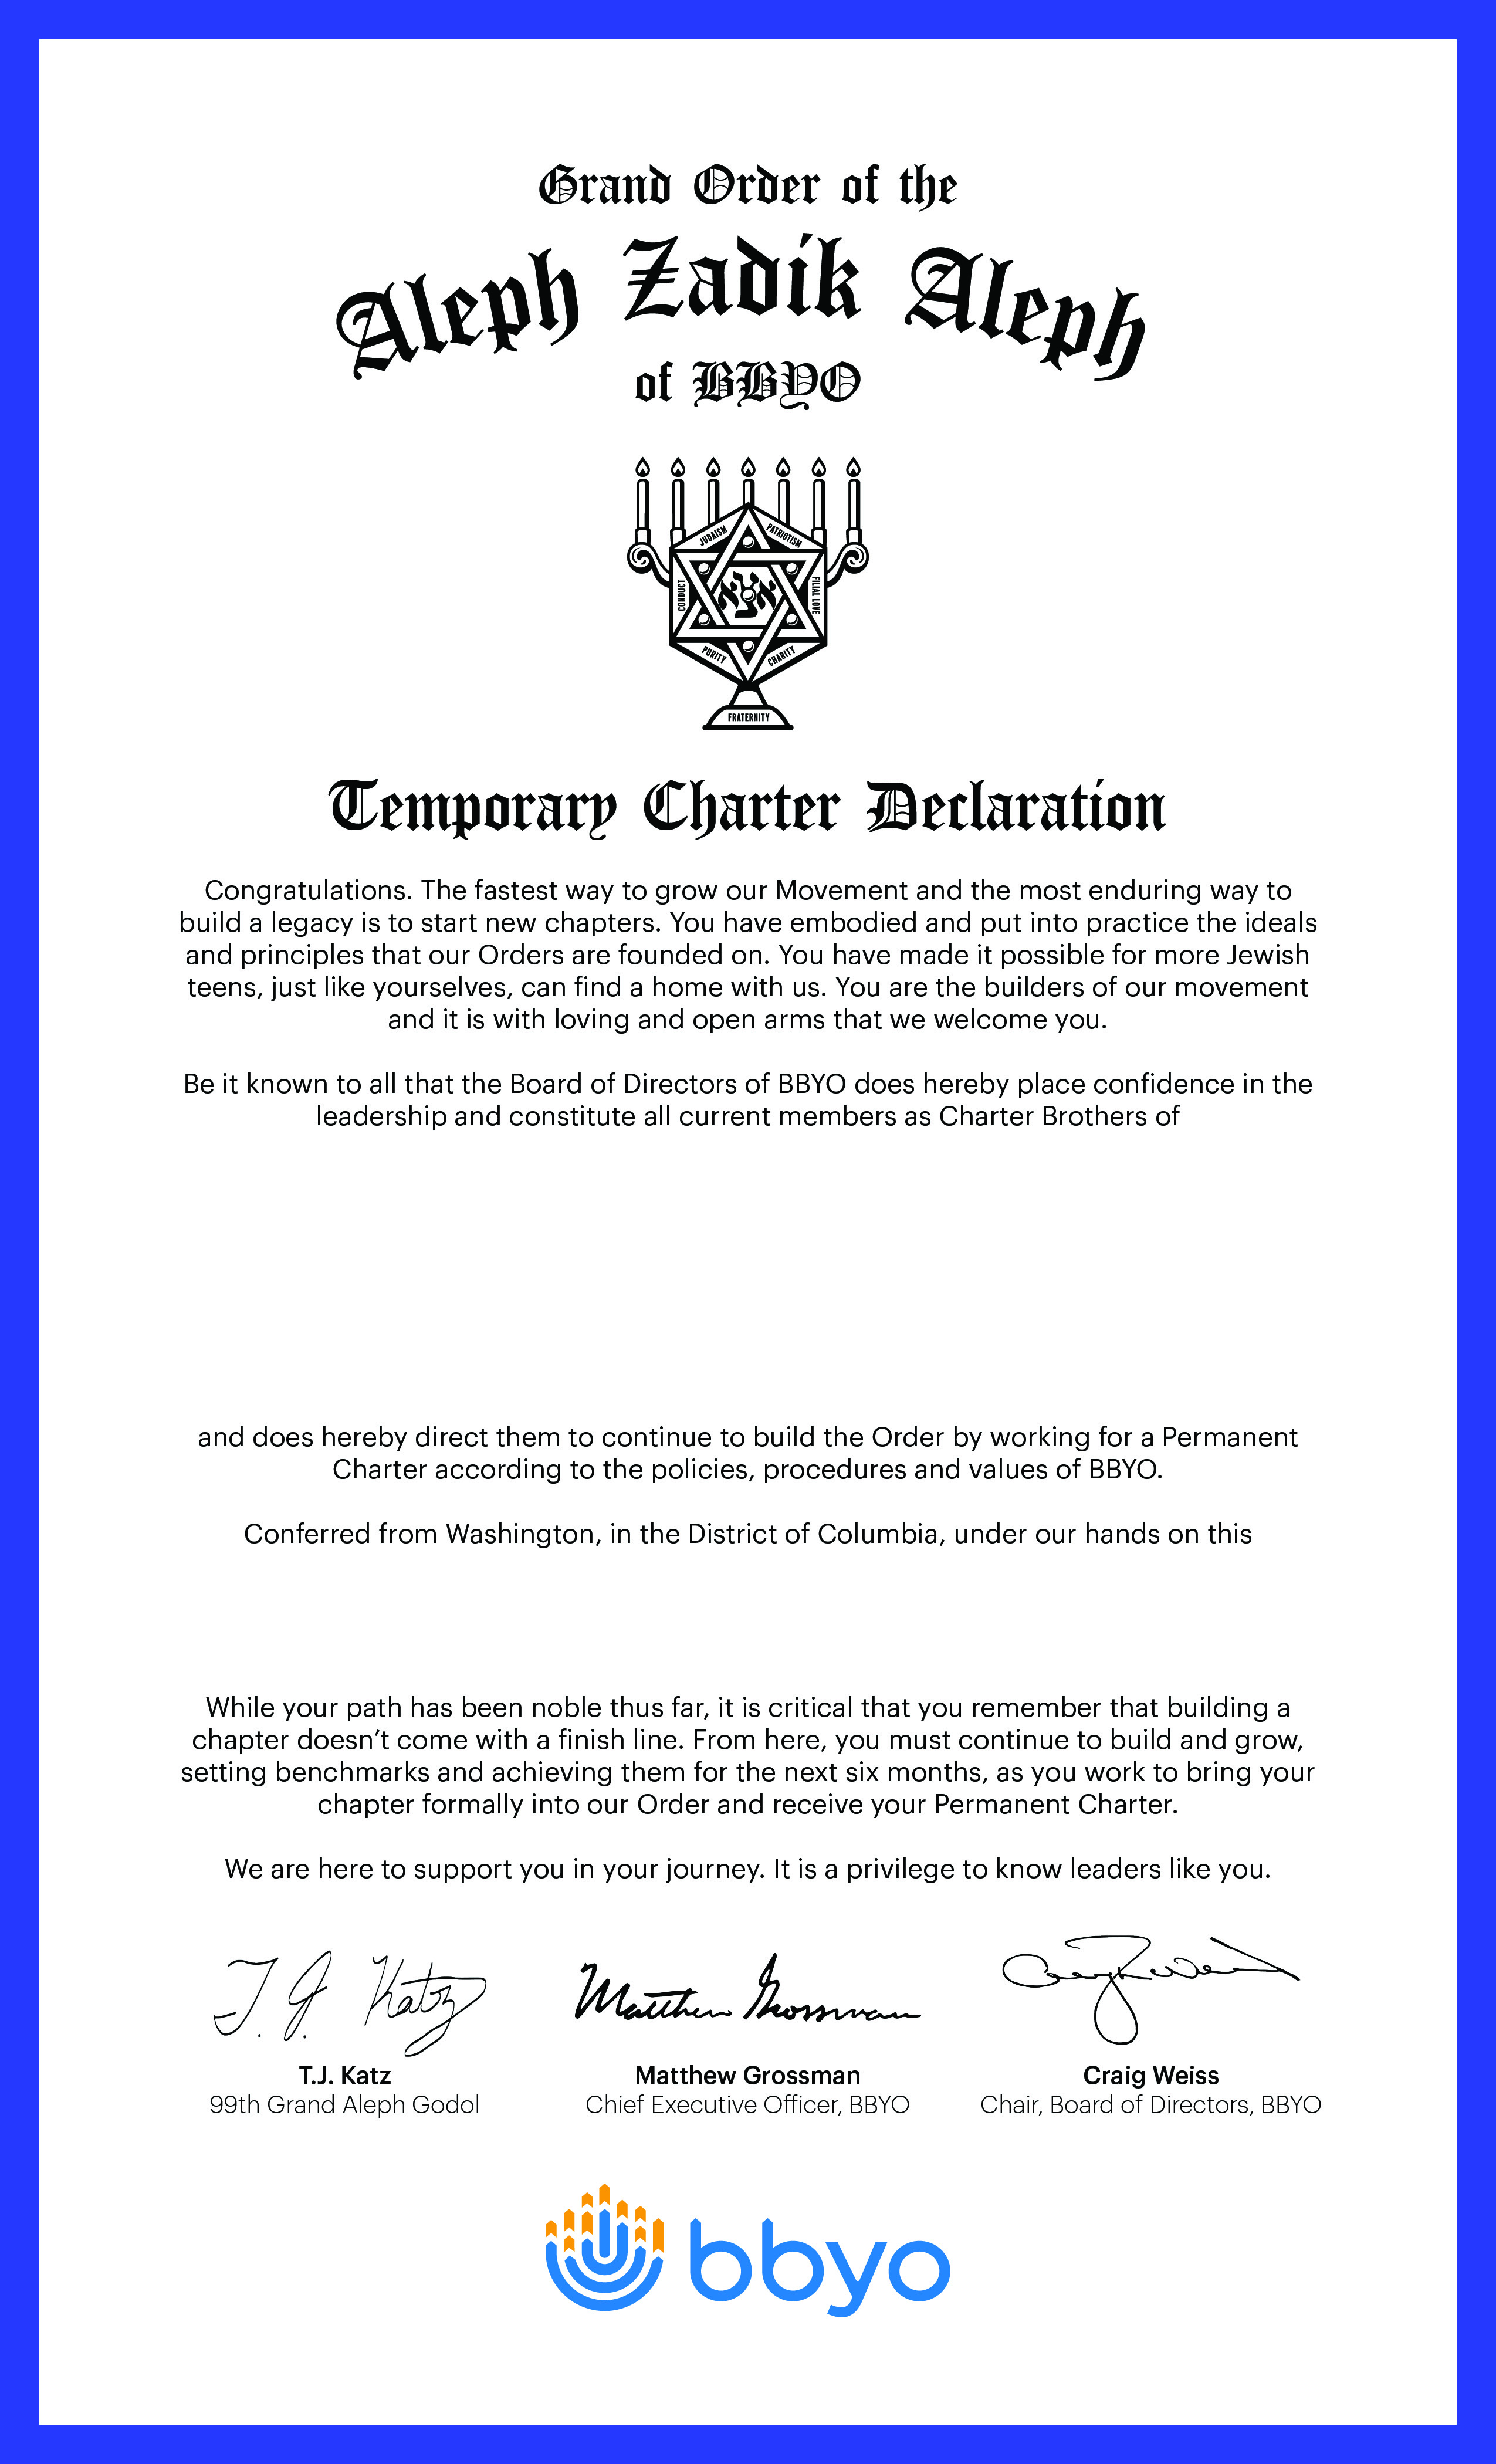 Grand Order of the
Aleph Zadik Aleph
of BBYO
JUDAISM
PATRIOTISM
CONDUCT
אצא
FILIAL LOVE
PURITY
CHARITY
FRATERNITY
Temporary Charter Declaration
Congratulations. The fastest way to grow our Movement and the most enduring way to
build a legacy is to start new chapters. You have embodied and put into practice the ideals
and principles that our Orders are founded on. You have made it possible for more Jewish
teens, just like yourselves, can find a home with us. You are the builders of our movement
and it is with loving and open arms that we welcome you.
Be it known to all that the Board of Directors of BBYO does hereby place confidence in the
leadership and constitute all current members as Charter Brothers of
and does hereby direct them to continue to build the Order by working for a Permanent
Charter according to the policies, procedures and values of BBYO.
Conferred from Washington, in the District of Columbia, under our hands on this
While your path has been noble thus far, it is critical that you remember that building a
chapter doesn’t come with a finish line. From here, you must continue to build and grow,
setting benchmarks and achieving them for the next six months, as you work to bring your
chapter formally into our Order and receive your Permanent Charter.
We are here to support you in your journey. It is a privilege to know leaders like you.
T.J. Katz
Matthew Grossman
Craig Weiss
T.J. Katz
Matthew Grossman
Craig Weiss
99th Grand Aleph Godol
Chief Executive Officer, BBYO
Chair, Board of Directors, BBYO
bbyo